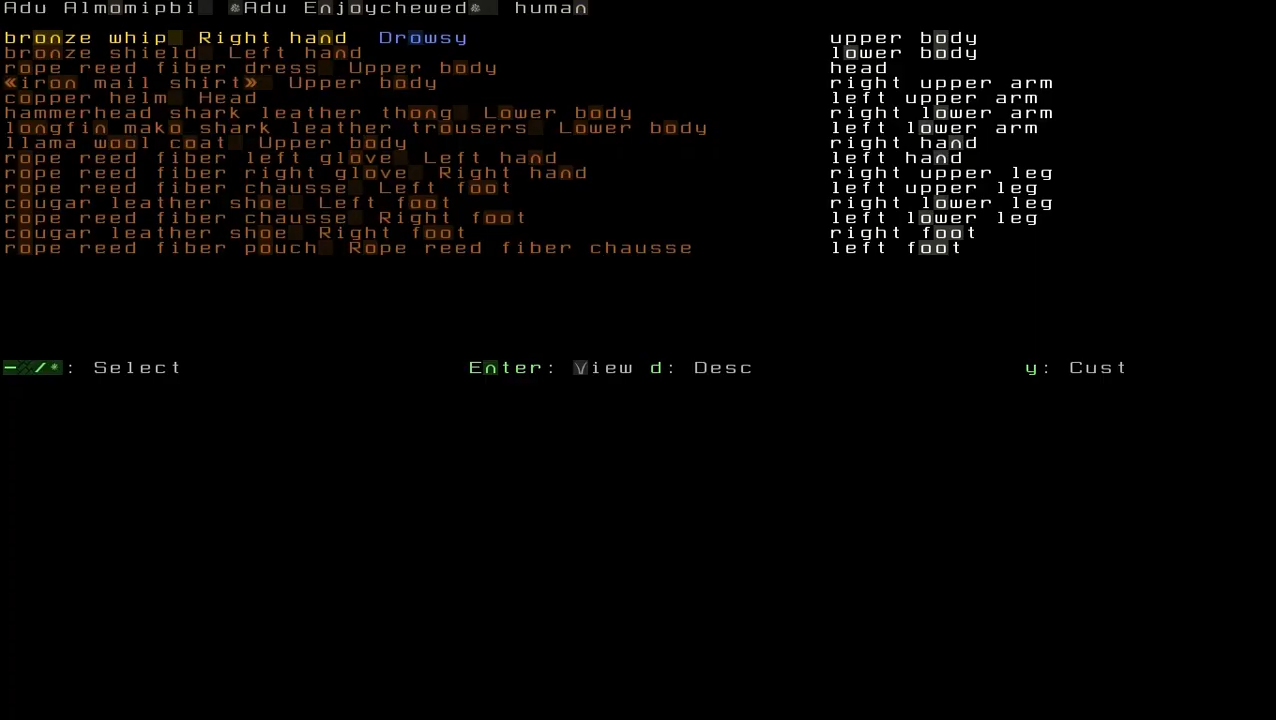 Adu Almomipbi "Adu Enjoychewed" human
bronze whip, Right hand Drowsy
bronze shield, Left hand
rope reed fiber dress, Upper body
«iron mail shirt», Upper body
copper helm, Head
hammerhead shark leather thong, Lower body
longfin mako shark leather trousers, Lower body
llama wool coat, Upper body
rope reed fiber left glove, Left hand
rope reed fiber right glove, Right hand
rope reed fiber chausse, Left foot
cougar leather shoe, Left foot
rope reed fiber chausse, Right foot
cougar leather shoe, Right foot
rope reed fiber pouch, Rope reed fiber chausse
upper body
lower body
head
right upper arm
left upper arm
right lower arm
left lower arm
right hand
left hand
right upper leg
left upper leg
right lower leg
left lower leg
right foot
left foot
-+/*: Select Enter: View d: Desc y: Cust